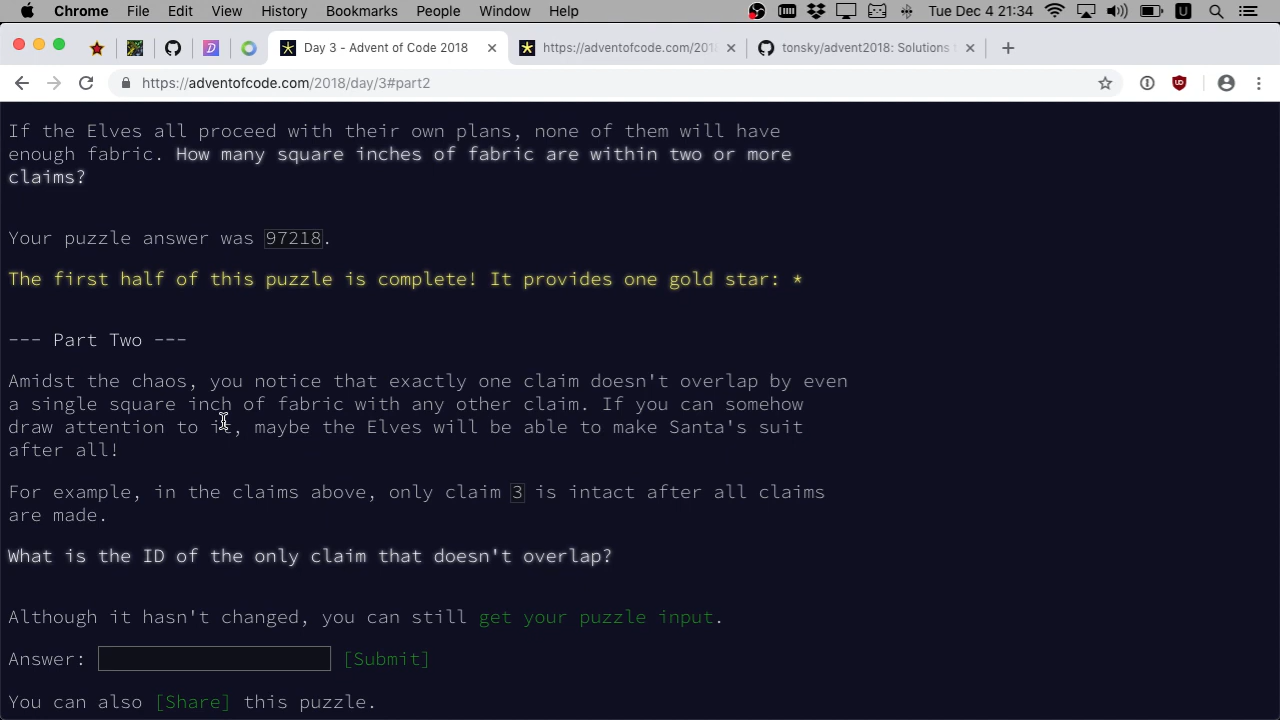 Chrome File Edit View History Bookmarks People Window Help Tue Dec 4 21:34
Day 3 - Advent of Code 2018 https://adventofcode.com/201 tonsky/advent2018: Solutions
https://adventofcode.com/2018/day/3#part2
If the Elves all proceed with their own plans, none of them will have
enough fabric. How many square inches of fabric are within two or more
claims?
Your puzzle answer was 97218.
The first half of this puzzle is complete! It provides one gold star: *
--- Part Two ---
Amidst the chaos, you notice that exactly one claim doesn't overlap by even
a single square inch of fabric with any other claim. If you can somehow
draw attention to it, maybe the Elves will be able to make Santa's suit
after all!
For example, in the claims above, only claim 3 is intact after all claims
are made.
What is the ID of the only claim that doesn't overlap?
Although it hasn't changed, you can still get your puzzle input.
Answer: [Submit]
You can also [Share] this puzzle.